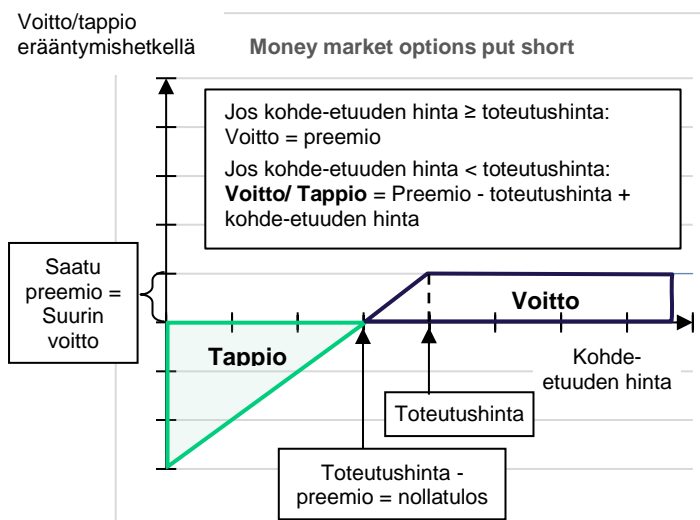 Voitto/tappio
erääntymishetkellä
Money market options put short
Jos kohde-etuuden hinta ≥ toteutushinta:
Voitto = preemio
Jos kohde-etuuden hinta < toteutushinta:
Voitto/ Tappio = Preemio - toteutushinta +
kohde-etuuden hinta
Saatu
preemio =
Suurin
voitto
Voitto
Tappio
Kohde-
etuuden hinta
Toteutushinta
Toteutushinta -
preemio = nollatulos